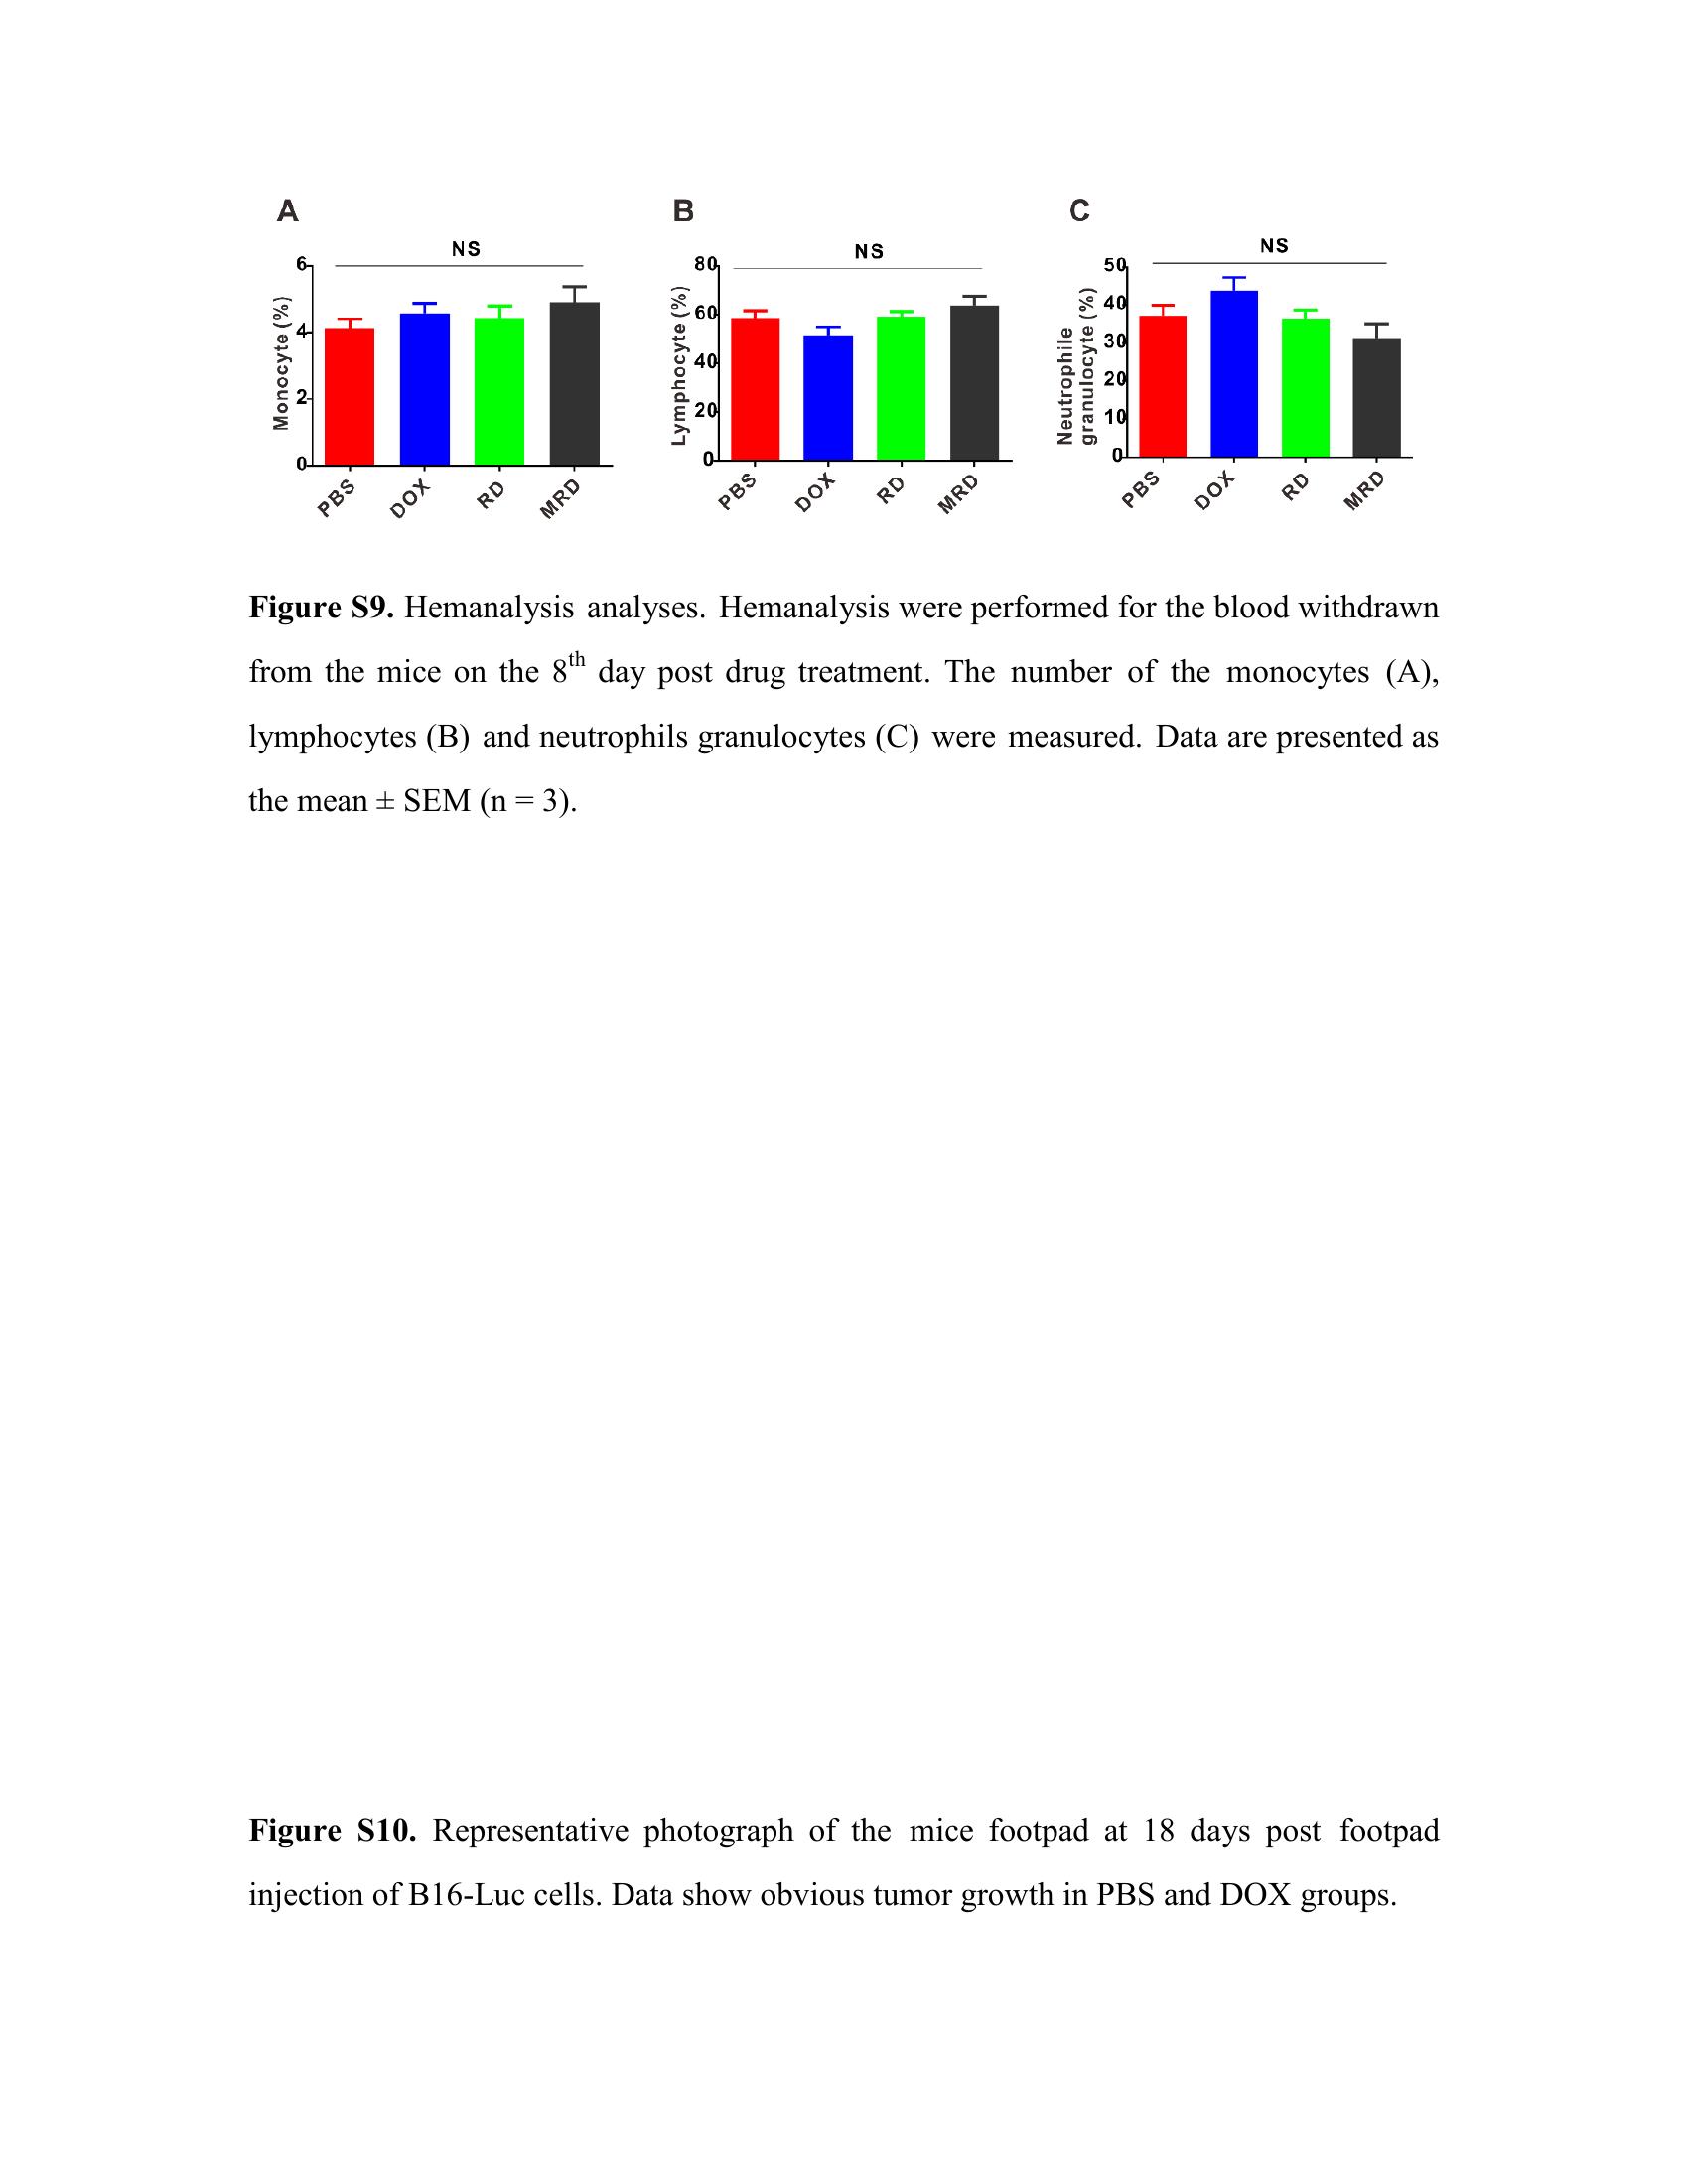 A
B
C
NS
NS
NS
6
4
2
0
Monocyte (%)
PBS
DOX
RD
MRD
80
60
40
20
0
Lymphocyte (%)
PBS
DOX
RD
MRD
50
40
30
20
10
0
Neutrophile
granulocyte (%)
PBS
DOX
RD
MRD
Figure S9. Hemanalysis analyses. Hemanalysis were performed for the blood withdrawn
from the mice on the 8th day post drug treatment. The number of the monocytes (A),
lymphocytes (B) and neutrophils granulocytes (C) were measured. Data are presented as
the mean ± SEM (n = 3).
Figure S10. Representative photograph of the mice footpad at 18 days post footpad
injection of B16-Luc cells. Data show obvious tumor growth in PBS and DOX groups.